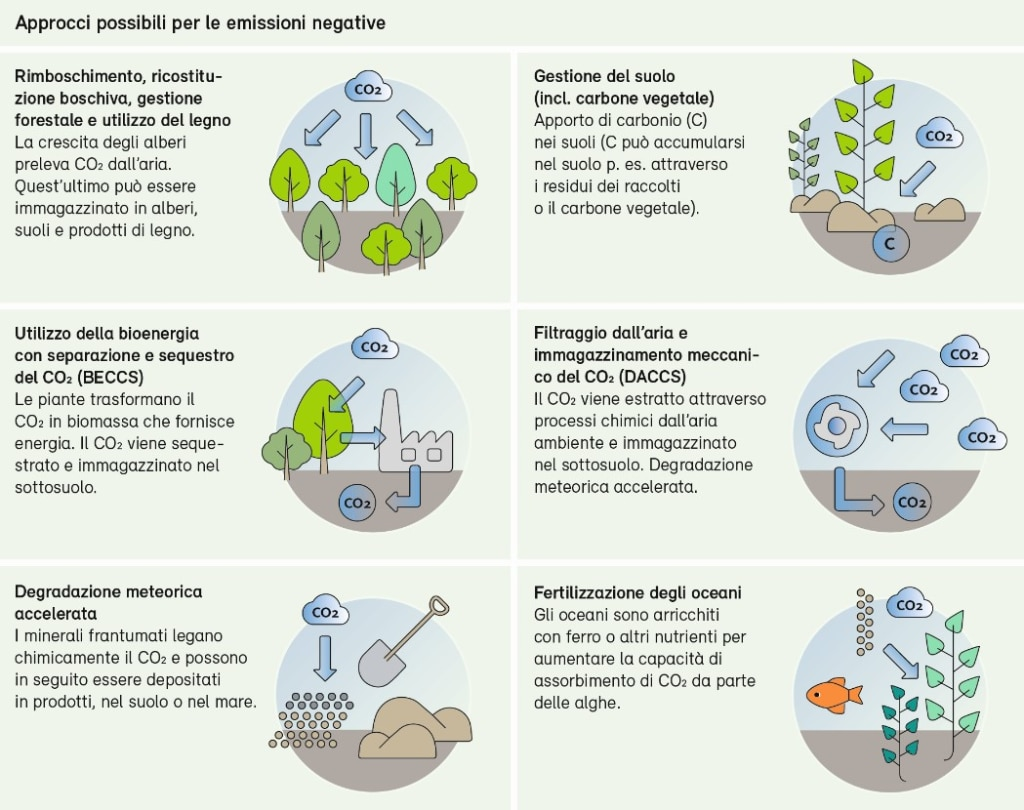 Approcci possibili per le emissioni negative
Rimboschimento, ricostitu-
zione boschiva, gestione
forestale e utilizzo del legno
La crescita degli alberi
preleva CO₂ dall'aria.
Quest'ultimo può essere
immagazzinato in alberi,
suoli e prodotti di legno.
CO2
Gestione del suolo
(incl. carbone vegetale)
Apporto di carbonio (C)
nei suoli (C può accumularsi
nel suolo p. es. attraverso
i residui dei raccolti
o il carbone vegetale).
CO2
C
Utilizzo della bioenergia
con separazione e sequestro
del CO₂ (BECCS)
Le piante trasformano il
CO₂ in biomassa che fornisce
energia. Il CO₂ viene seque-
strato e immagazzinato nel
sottosuolo.
CO2
CO2
Filtraggio dall'aria e
immagazzinamento meccani-
co del CO₂ (DACCS)
Il CO₂ viene estratto attraverso
processi chimici dall'aria
ambiente e immagazzinato
nel sottosuolo. Degradazione
meteorica accelerata.
CO2
CO2
CO2
CO2
Degradazione meteorica
accelerata
I minerali frantumati legano
chimicamente il CO₂ e possono
in seguito essere depositati
in prodotti, nel suolo o nel mare.
CO2
Fertilizzazione degli oceani
Gli oceani sono arricchiti
con ferro o altri nutrienti per
aumentare la capacità di
assorbimento di CO₂ da parte
delle alghe.
CO2